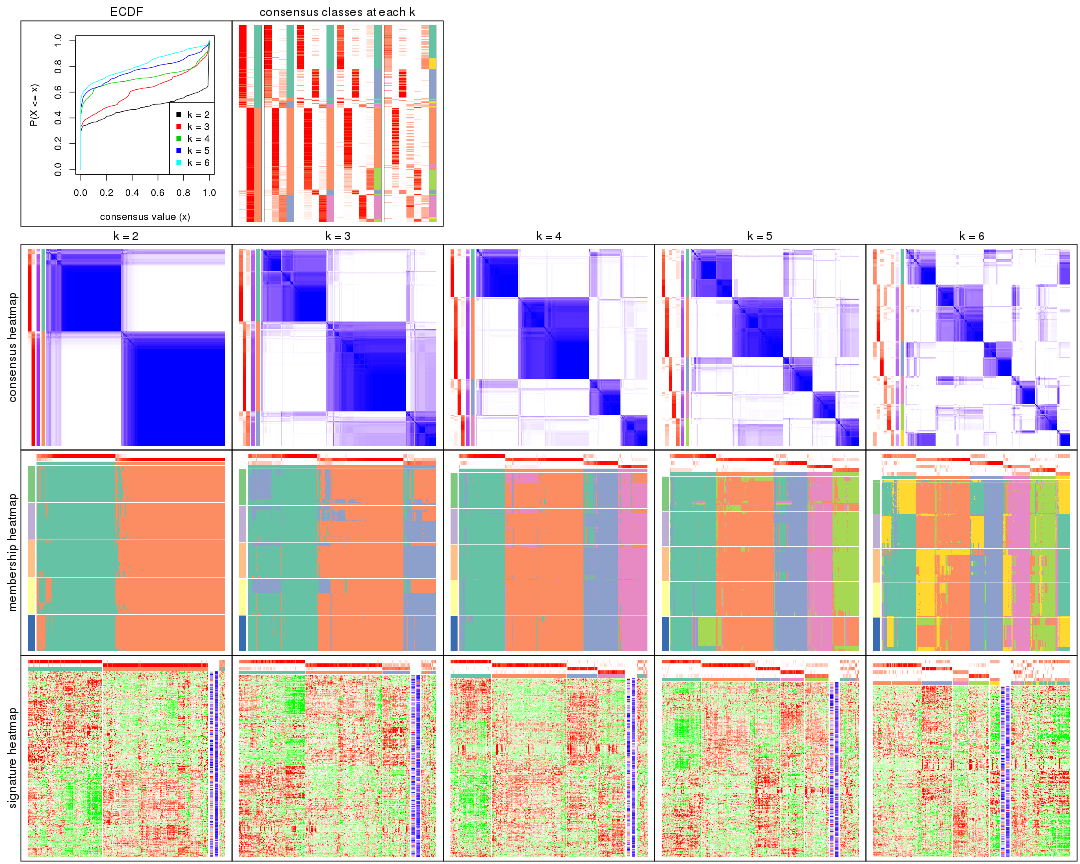 ECDF
consensus classes at each k
P(X <= x)
0.0 0.2 0.4 0.6 0.8 1.0
k = 2
k = 3
k = 4
k = 5
k = 6
0.0 0.2 0.4 0.6 0.8 1.0
consensus value (x)
k = 2 k = 3 k = 4 k = 5 k = 6
consensus heatmap
membership heatmap
signature heatmap